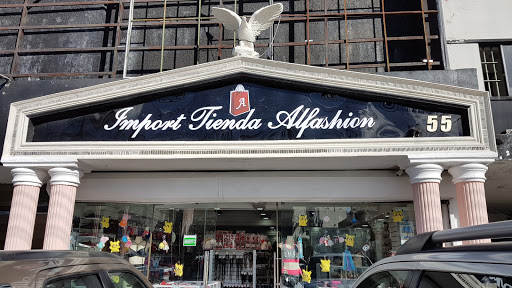 A
Import Tienda Alfashion 55